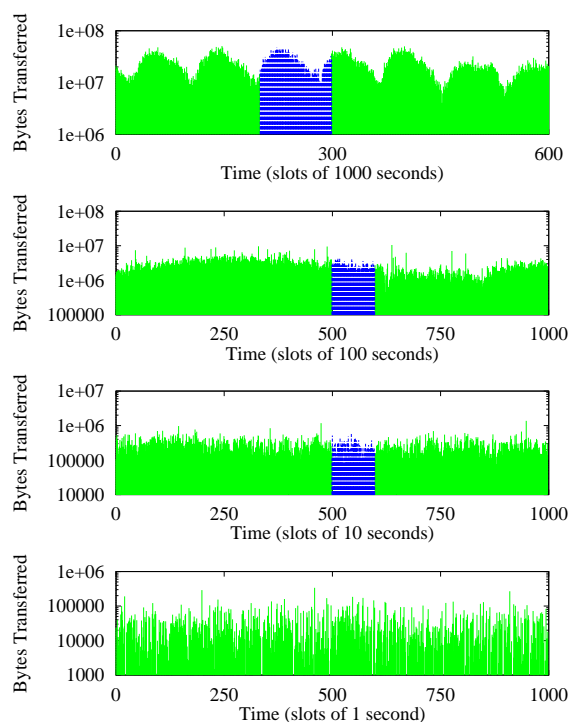 Bytes Transferred
1e+08
1e+07
1e+06
0 300 600
Time (slots of 1000 seconds)
Bytes Transferred
1e+08
1e+07
1e+06
100000
0 250 500 750 1000
Time (slots of 100 seconds)
Bytes Transferred
1e+07
1e+06
100000
10000
0 250 500 750 1000
Time (slots of 10 seconds)
Bytes Transferred
1e+06
100000
10000
1000
0 250 500 750 1000
Time (slots of 1 second)